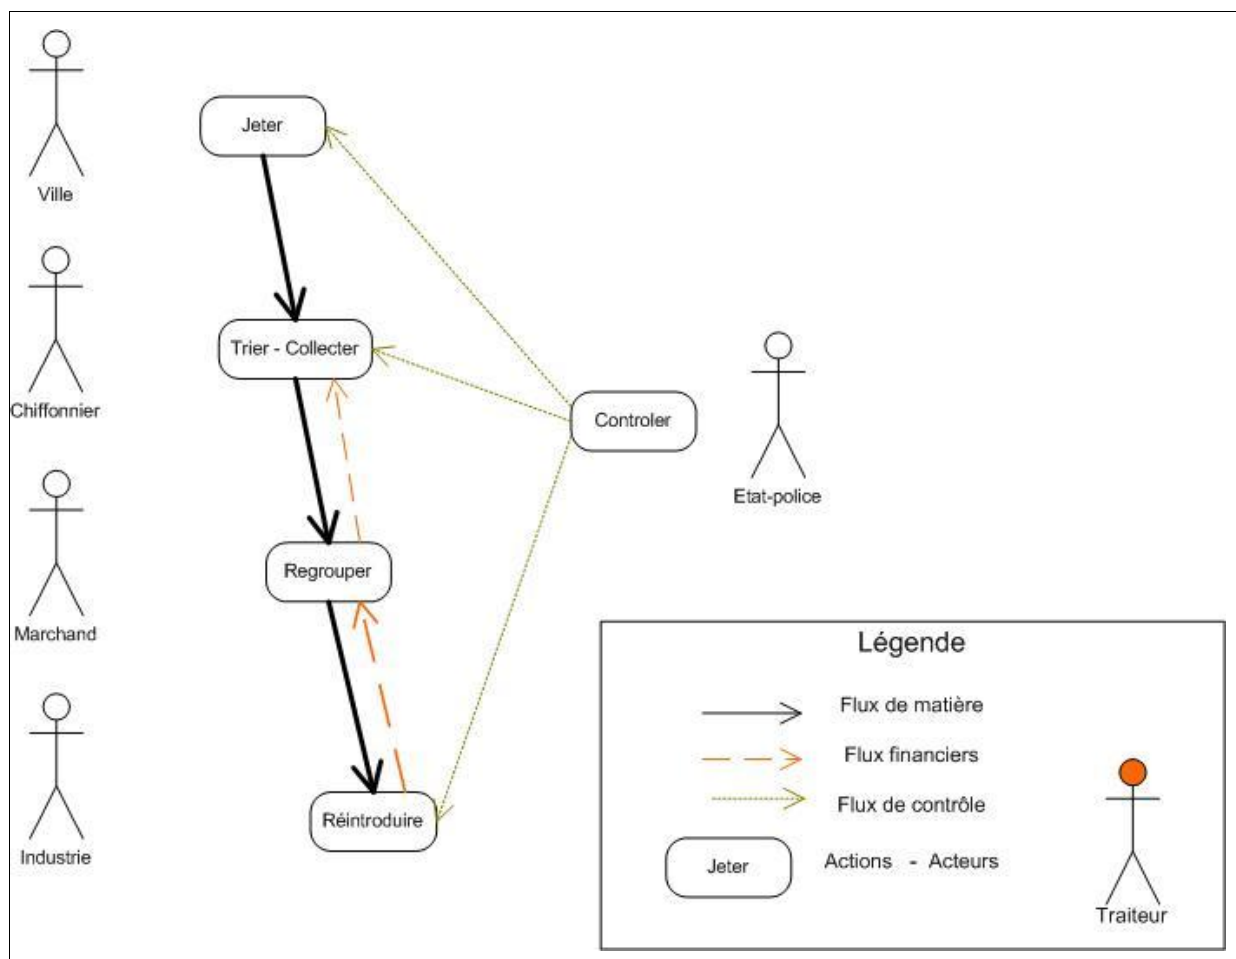 Jeter
Ville
Trier - Collecter
Chiffonnier
Controler
Etat-police
Regrouper
Marchand
Réintroduire
Industrie
Légende
Flux de matière
Flux financiers
Flux de contrôle
Jeter
Actions - Acteurs
Traiteur